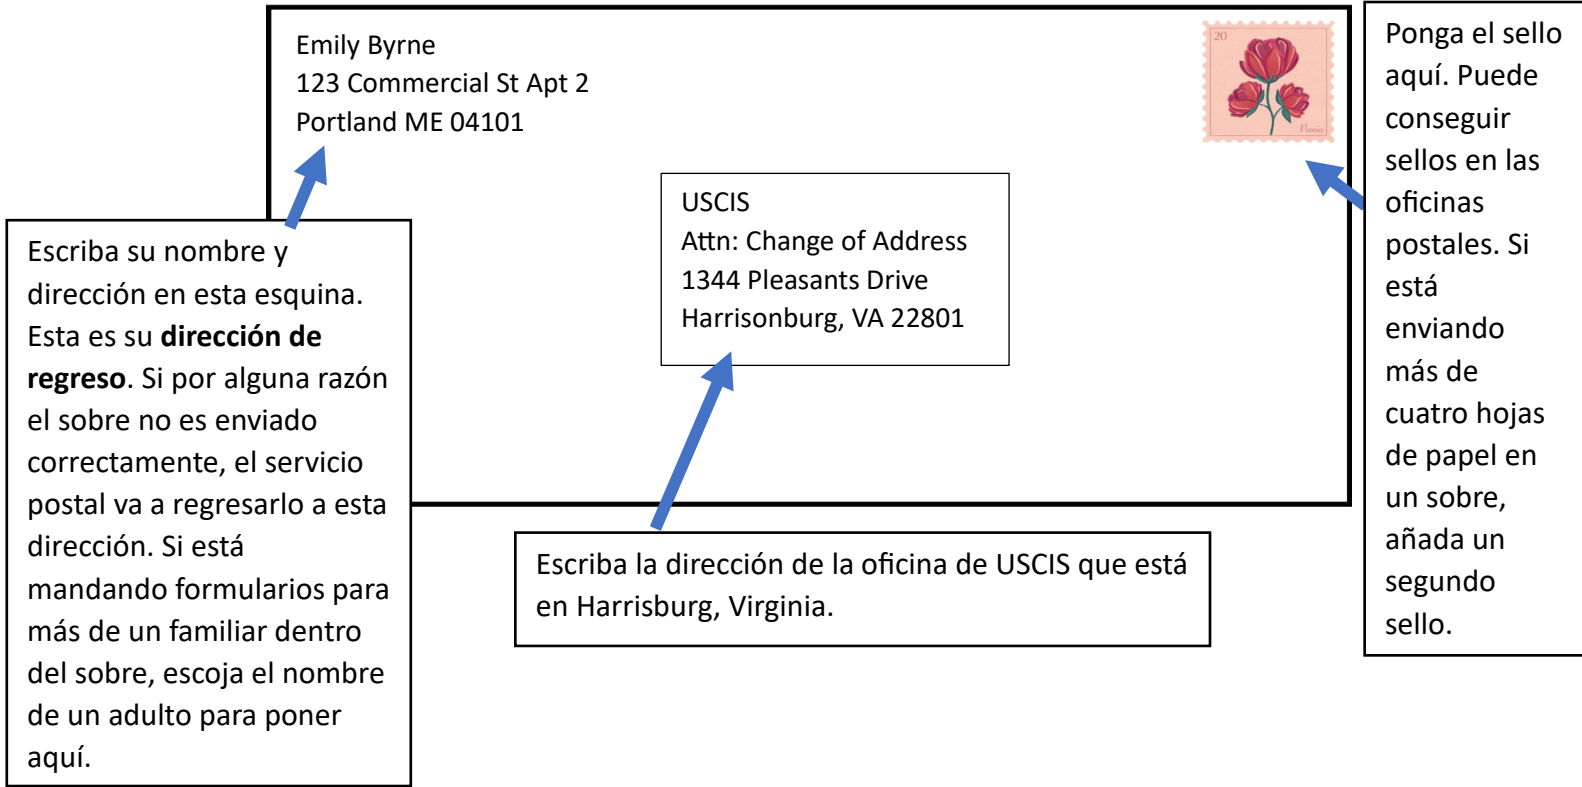 Emily Byrne
123 Commercial St Apt 2
Portland ME 04101
20
Peonies
USCIS
Attn: Change of Address
1344 Pleasants Drive
Harrisonburg, VA 22801
Escriba su nombre y
dirección en esta esquina.
Esta es su dirección de
regreso. Si por alguna razón
el sobre no es enviado
correctamente, el servicio
postal va a regresarlo a esta
dirección. Si está
mandando formularios para
más de un familiar dentro
del sobre, escoja el nombre
de un adulto para poner
aquí.
Escriba la dirección de la oficina de USCIS que está
en Harrisburg, Virginia.
Ponga el sello
aquí. Puede
conseguir
sellos en las
oficinas
postales. Si
está
enviando
más de
cuatro hojas
de papel en
un sobre,
añada un
segundo
sello.